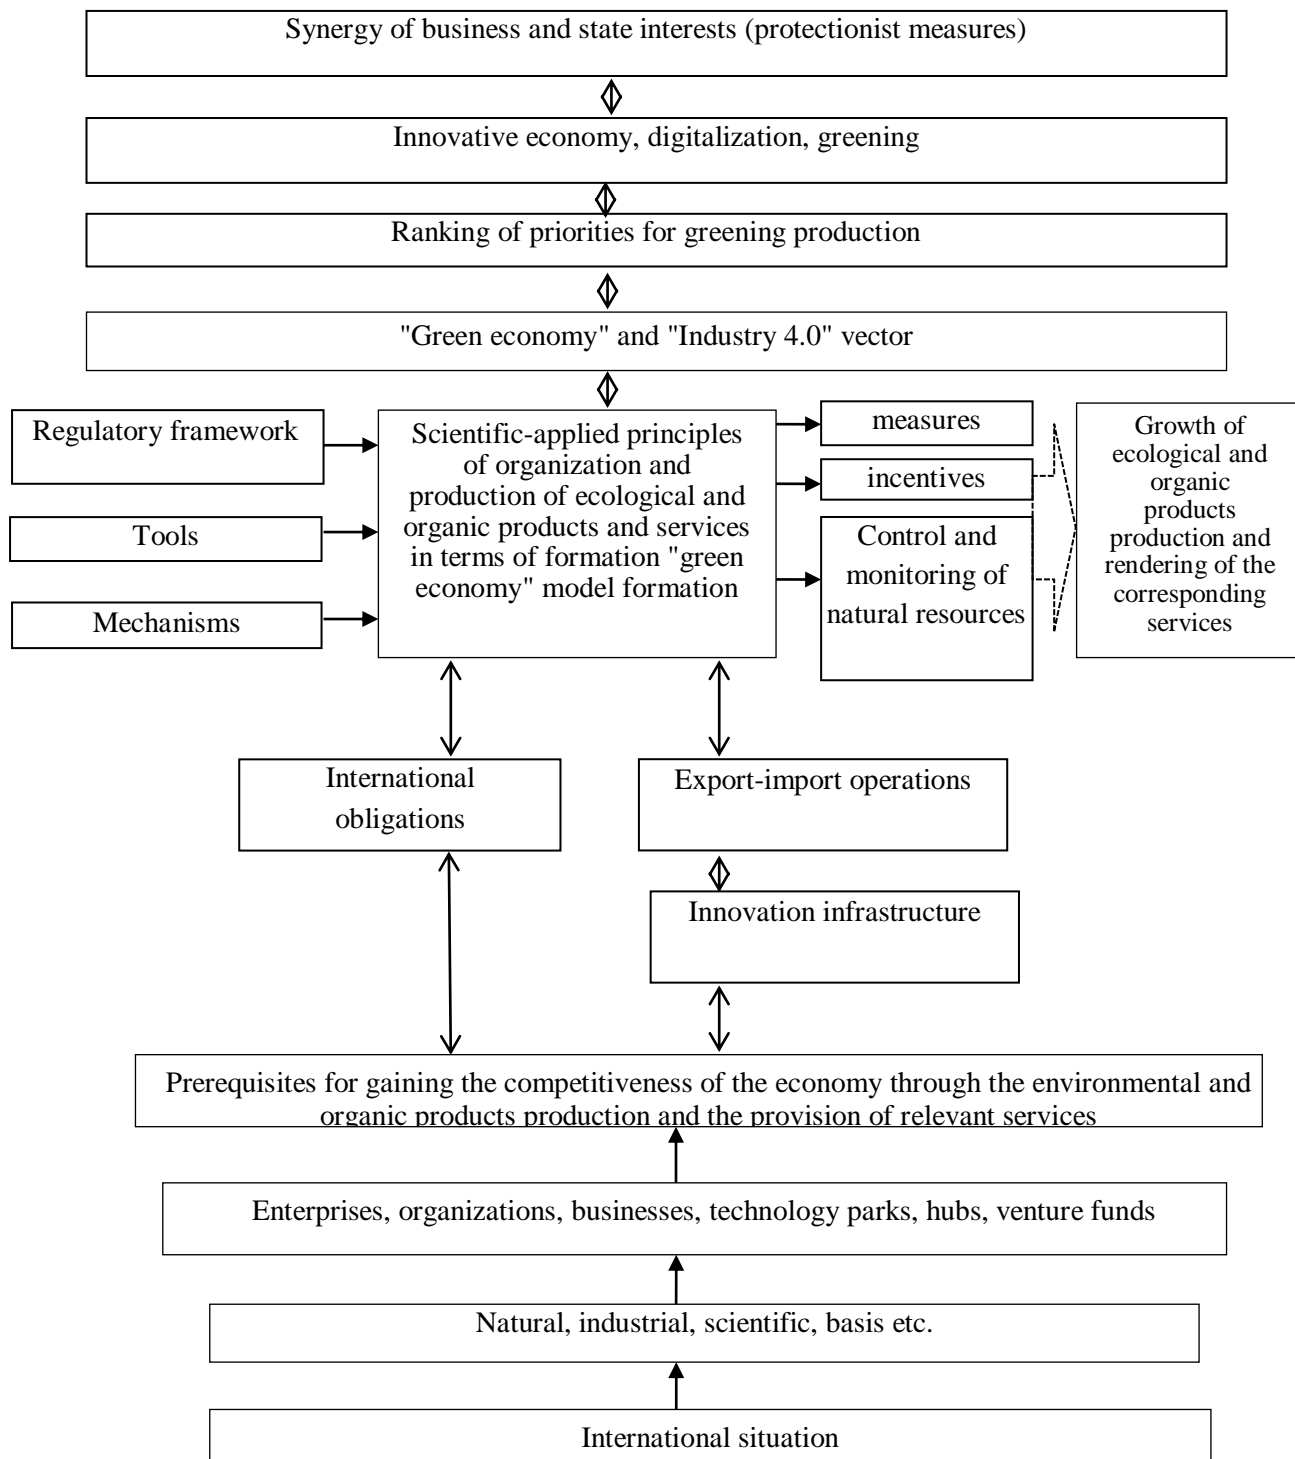 Synergy of business and state interests (protectionist measures)
Innovative economy, digitalization, greening
Ranking of priorities for greening production
"Green economy" and "Industry 4.0" vector
Regulatory framework
Tools
Mechanisms
Scientific-applied principles
of organization and
production of ecological and
organic products and services
in terms of formation "green
economy" model formation
measures
incentives
Control and
monitoring of
natural resources
Growth of
ecological and
organic
products
production and
rendering of the
corresponding
services
International
obligations
Export-import operations
Innovation infrastructure
Prerequisites for gaining the competitiveness of the economy through the environmental and
organic products production and the provision of relevant services
Enterprises, organizations, businesses, technology parks, hubs, venture funds
Natural, industrial, scientific, basis etc.
International situation